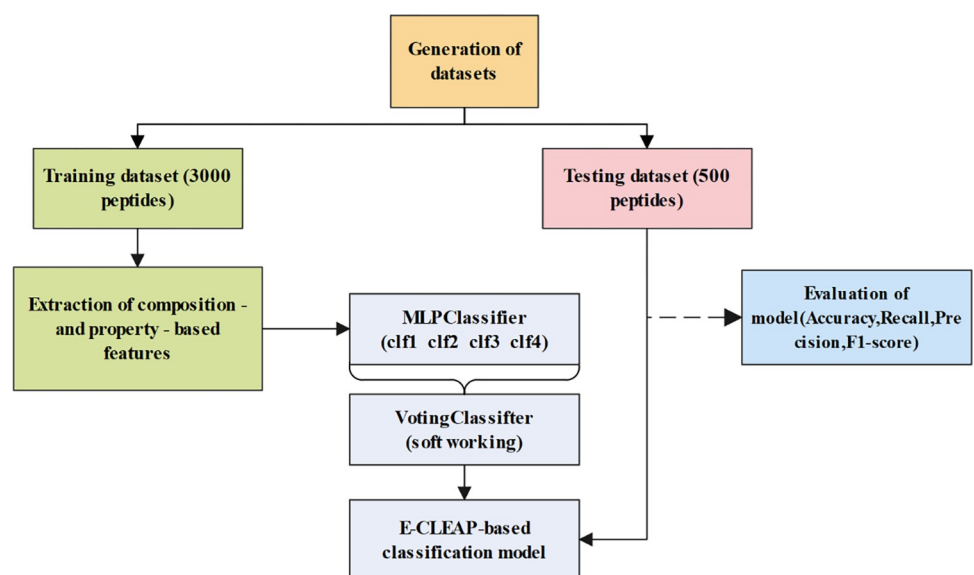 Generation of
datasets
Training dataset (3000
peptides)
Testing dataset (500
peptides)
Extraction of composition -
and property - based
features
MLPClassifier
(clf1 clf2 clf3 clf4)
Evaluation of
model(Accuracy,Recall,Pre
cision,F1-score)
VotingClassifter
(soft working)
E-CLEAP-based
classification model